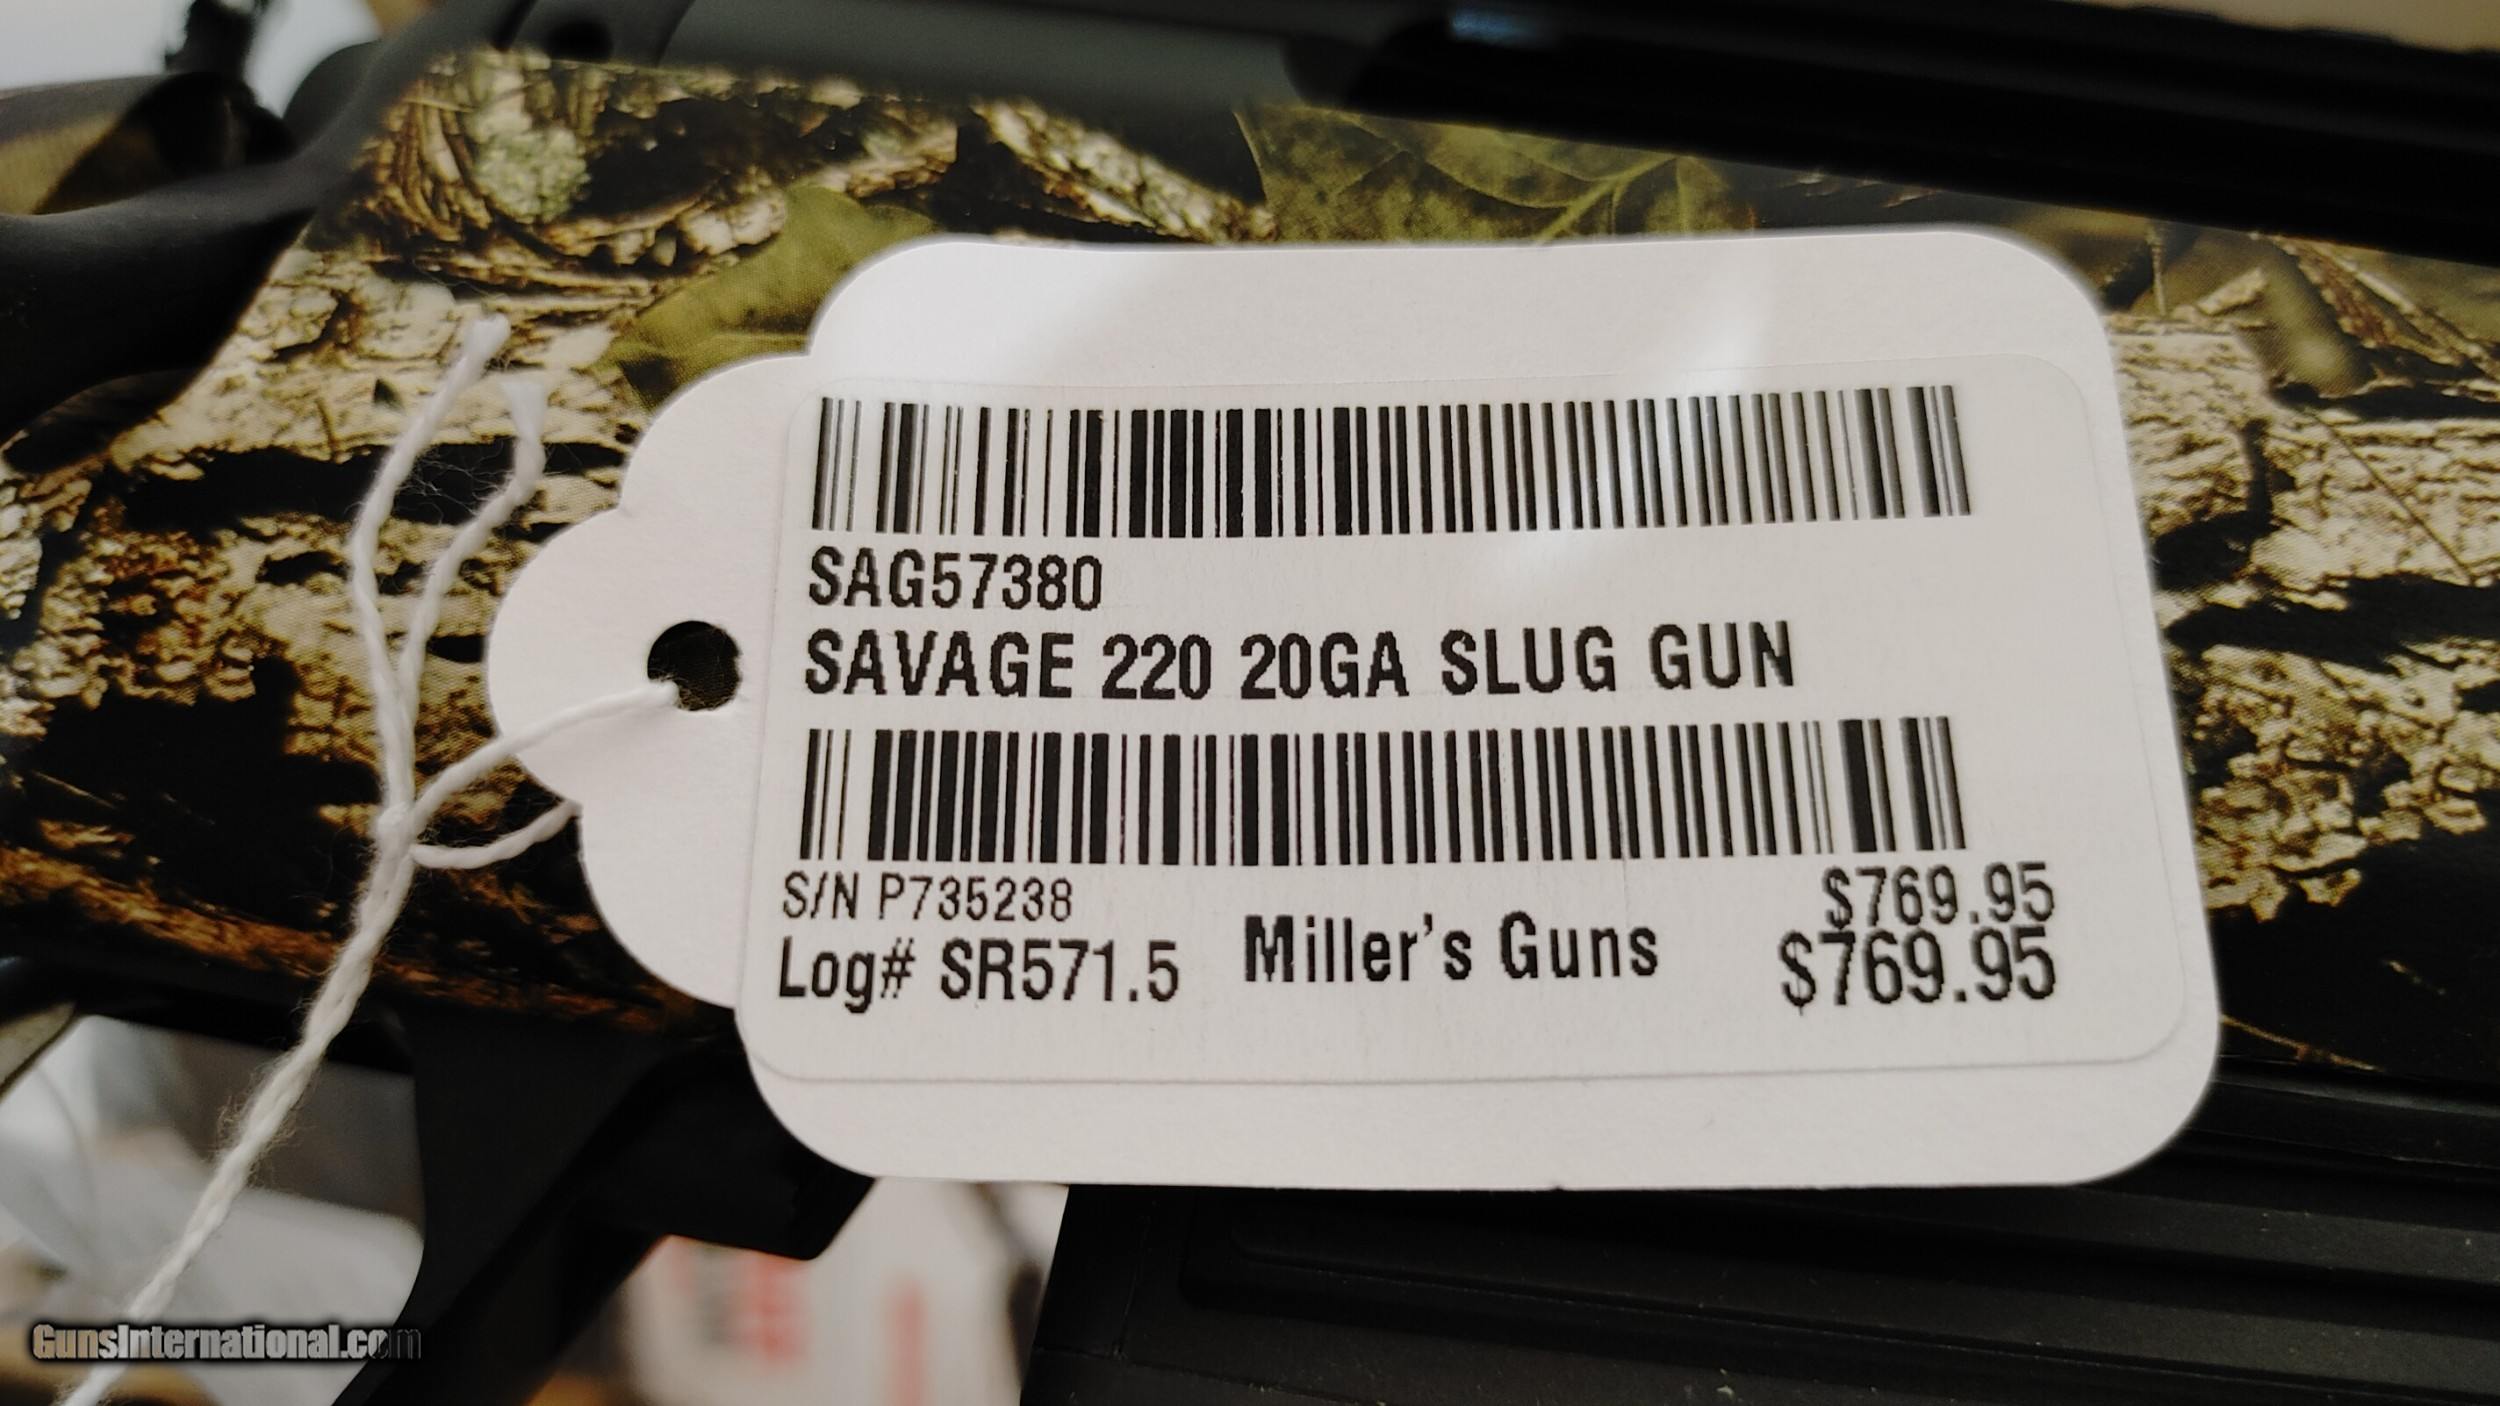 SAG57380
SAVAGE 220 20GA SLUG GUN
S/N P735238
$769.95
Log# SR571.5
Miller's Guns
$769.95
GunsInternational.com